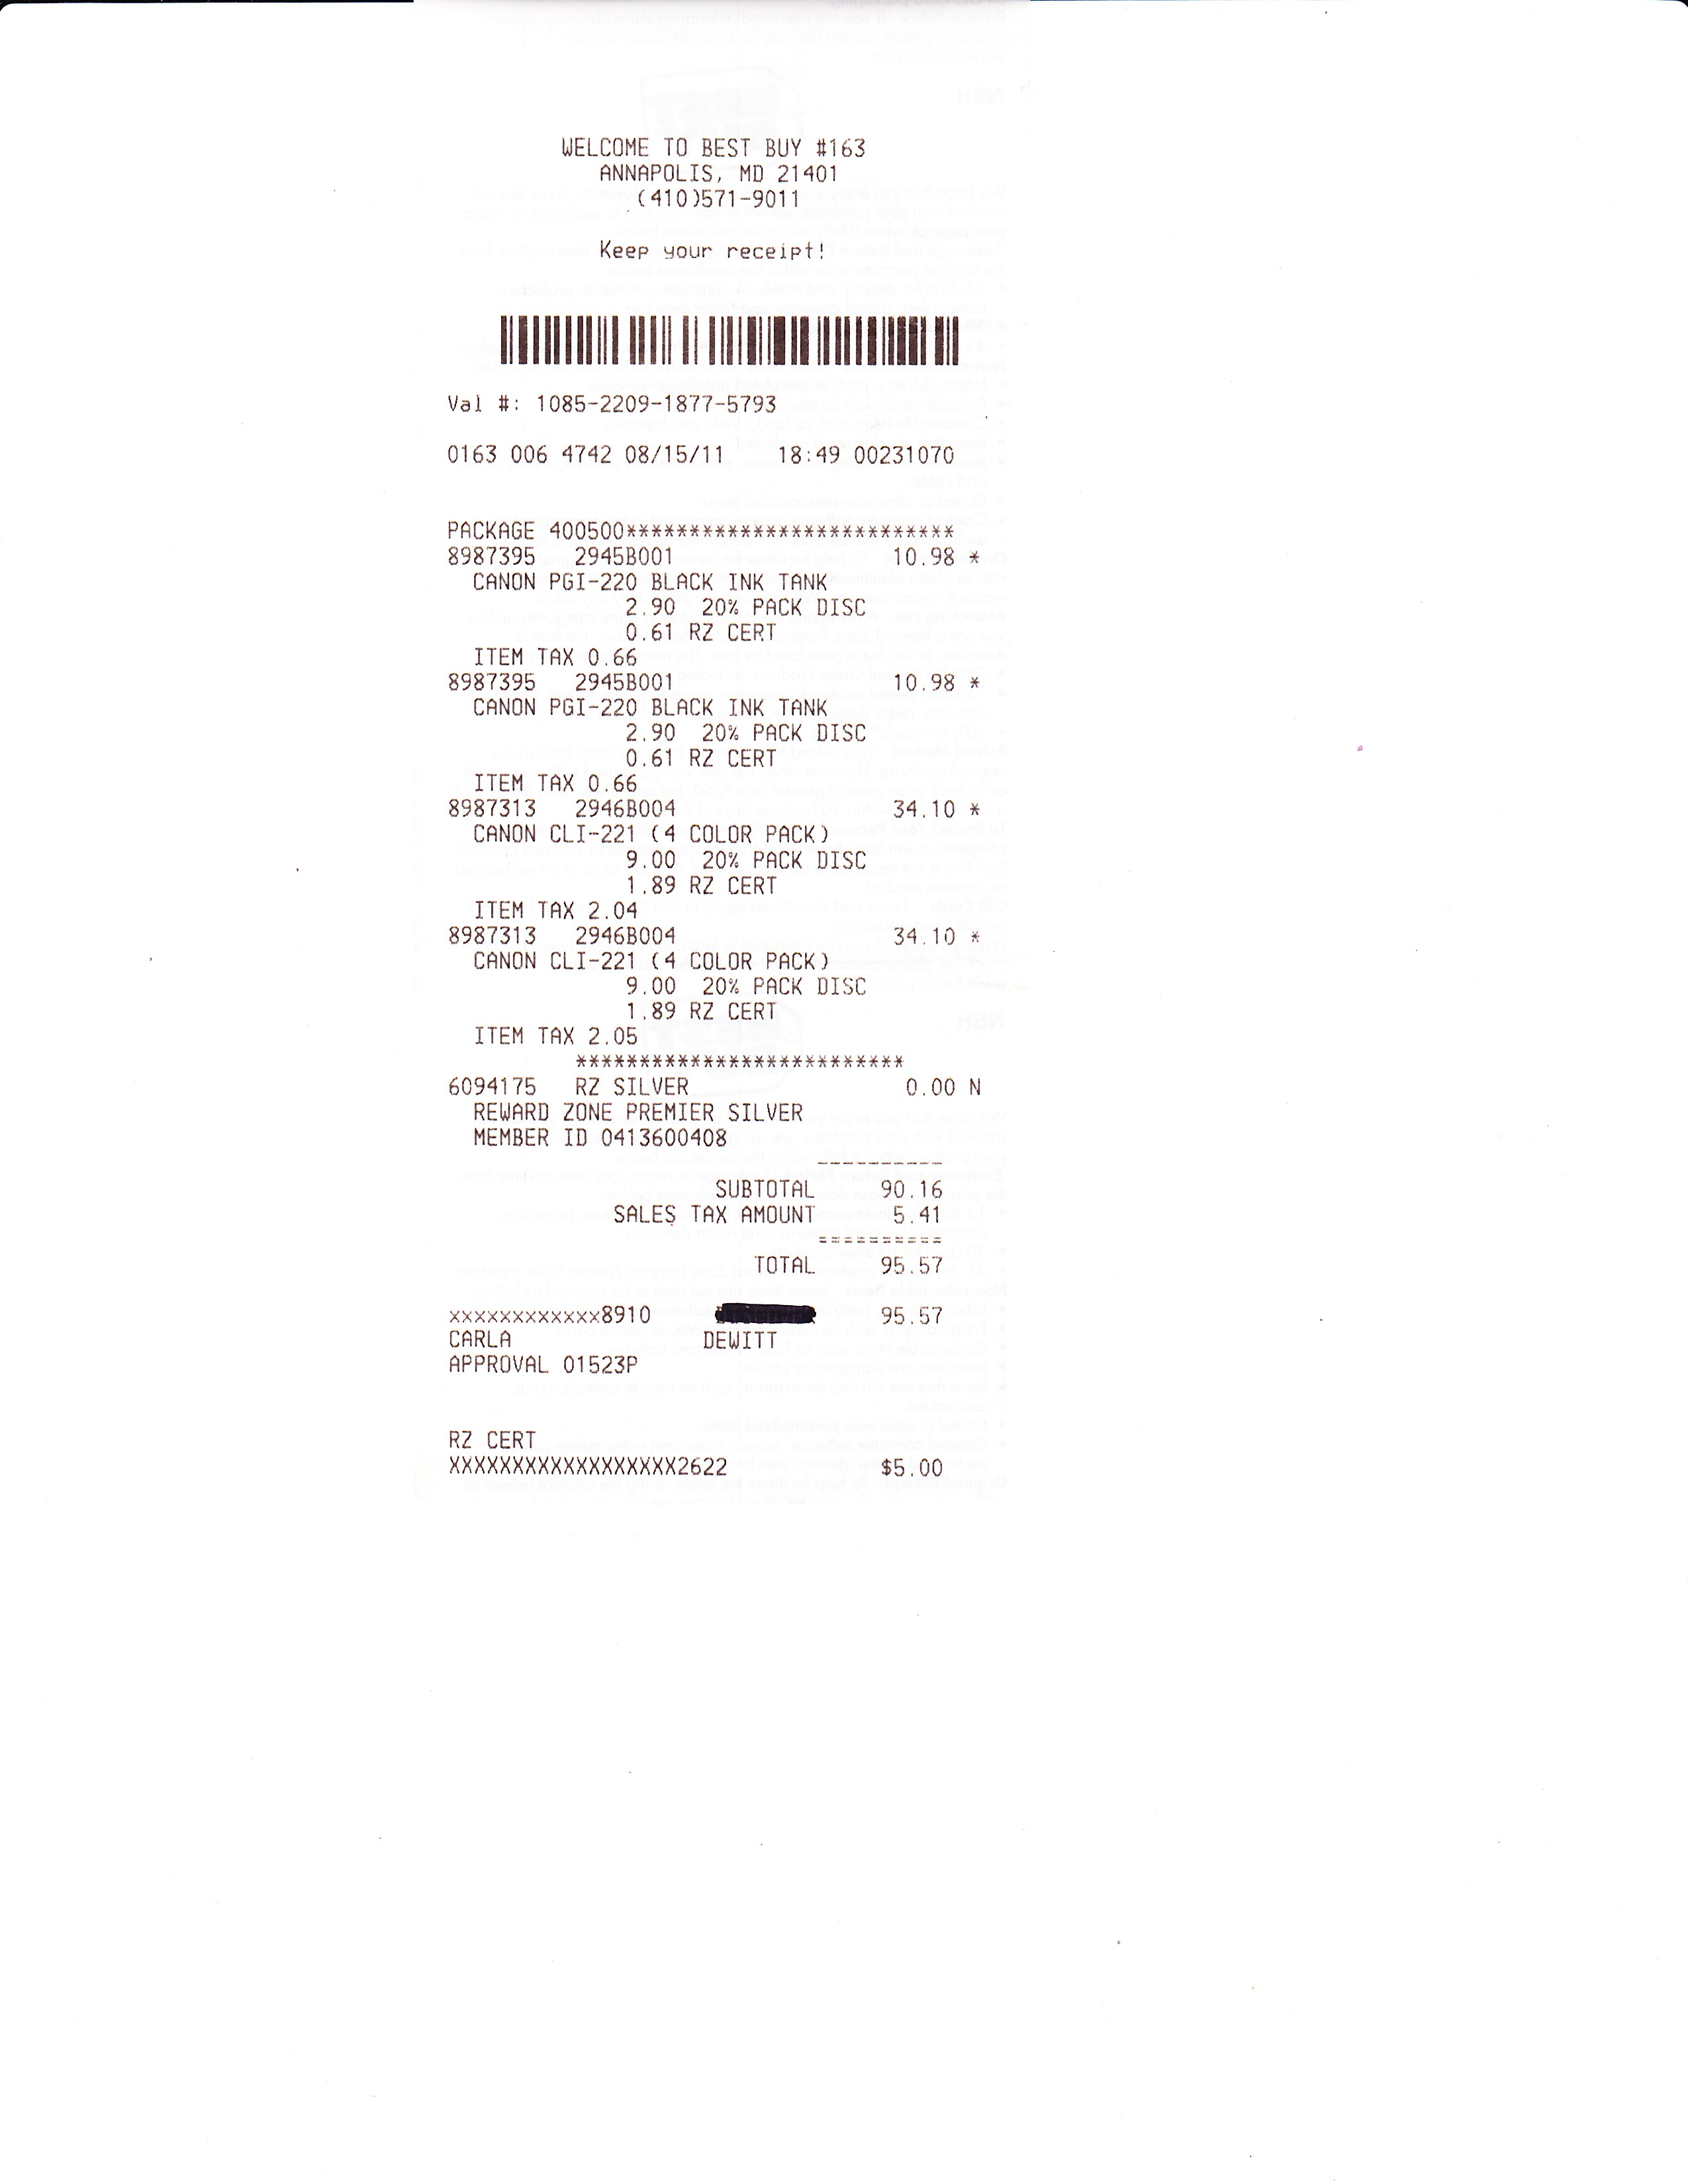 WELCOME TO BEST BUY #163
ANNAPOLIS, MD 21401
(410)571-9011
Keep your receipt!
Val #: 1085-2209-1877-5793
0163 006 4742 08/15/11 18:49 00231070
PACKAGE 400500**************************
8987395 2945B001 10.98 *
CANON PGI-220 BLACK INK TANK
2.90 20% PACK DISC
0.61 RZ CERT
ITEM TAX 0.66
8987395 2945B001 10.98 *
CANON PGI-220 BLACK INK TANK
2.90 20% PACK DISC
0.61 RZ CERT
ITEM TAX 0.66
8987313 2946B004 34.10 *
CANON CLI-221 (4 COLOR PACK)
9.00 20% PACK DISC
1.89 RZ CERT
ITEM TAX 2.04
8987313 2946B004 34.10 *
CANON CLI-221 (4 COLOR PACK)
9.00 20% PACK DISC
1.89 RZ CERT
ITEM TAX 2.05
**************************
6094175 RZ SILVER 0.00 N
REWARD ZONE PREMIER SILVER
MEMBER ID 0413600408
----------
SUBTOTAL 90.16
SALES TAX AMOUNT 5.41
==========
TOTAL 95.57
xxxxxxxxxxxx8910 95.57
CARLA DEWITT
APPROVAL 01523P
RZ CERT
XXXXXXXXXXXXXXXXXX2622 $5.00